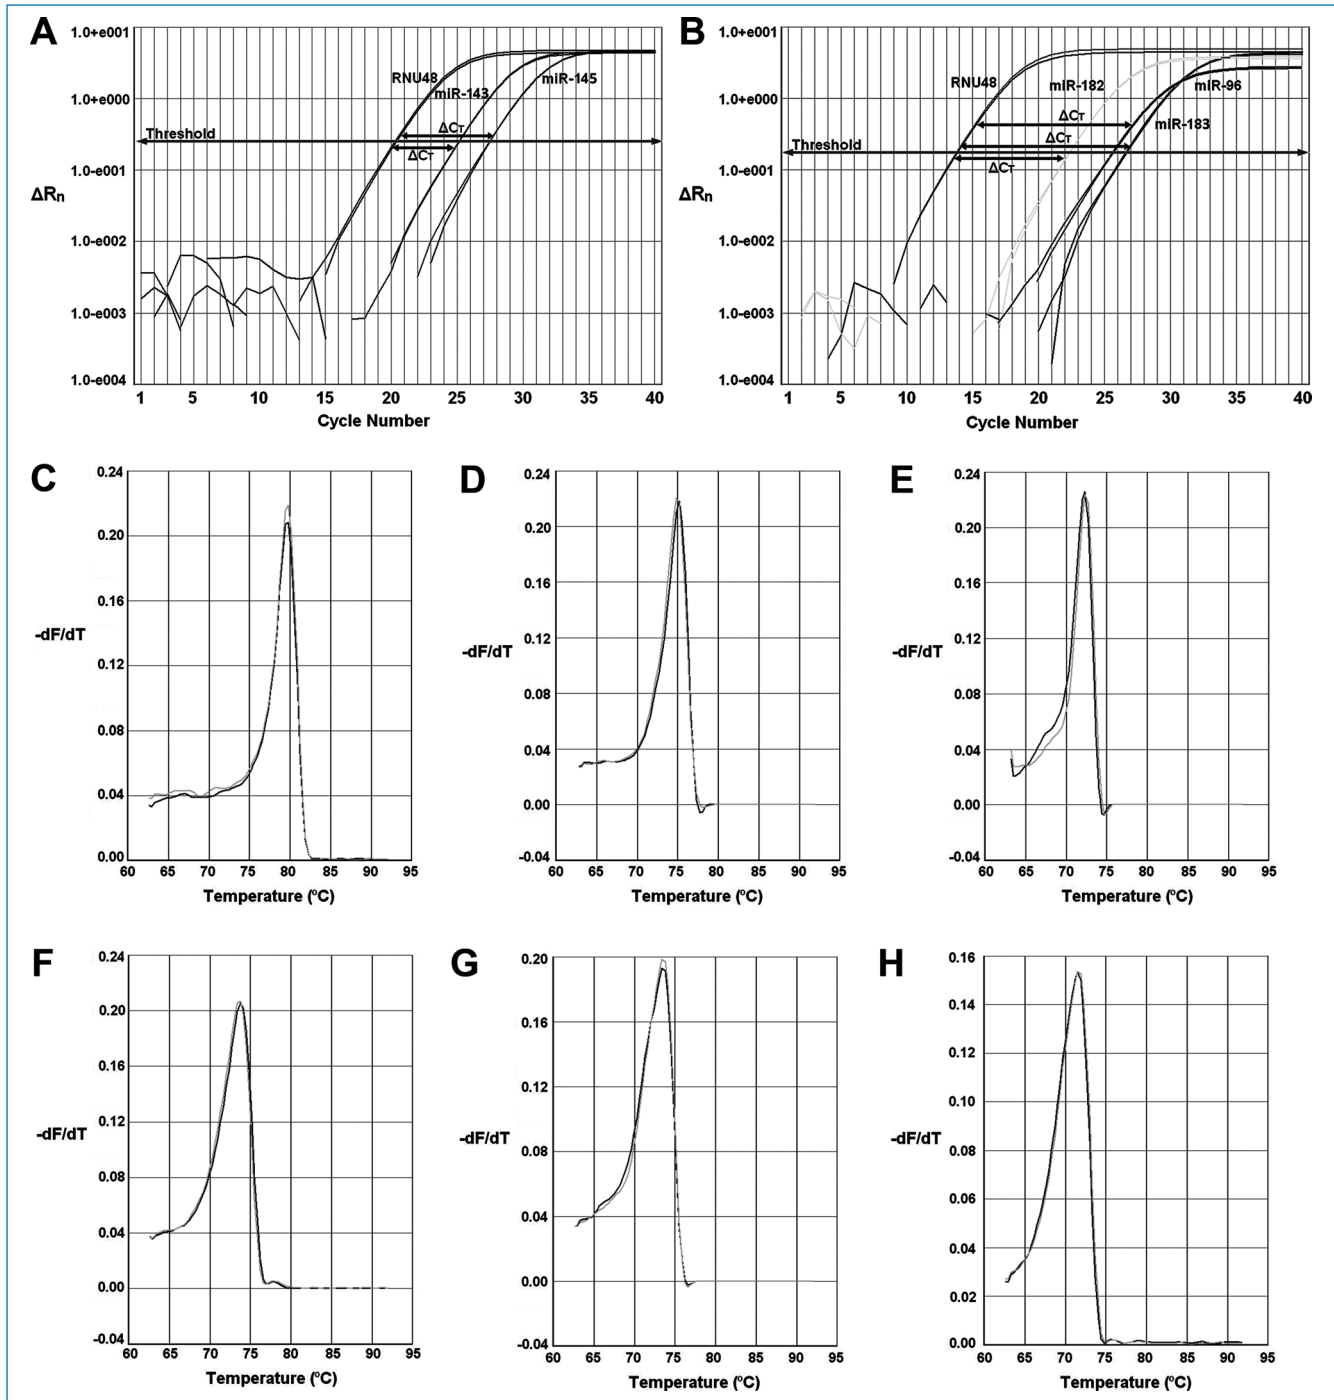 A
1.0+e001
1.0+e000
1.0-e001
1.0-e002
1.0-e003
1.0-e004
ΔRn
RNU48
miR-143
miR-145
ΔCT
Threshold
ΔCT
1 5 10 15 20 25 30 35 40
Cycle Number
B
1.0+e001
1.0+e000
1.0-e001
1.0-e002
1.0-e003
1.0-e004
ΔRn
RNU48
miR-182
miR-96
miR-183
ΔCT
ΔCT
Threshold
ΔCT
1 5 10 15 20 25 30 35 40
Cycle Number
C
0.24
0.20
0.16
-dF/dT
0.12
0.08
0.04
0.00
60 65 70 75 80 85 90 95
Temperature (ºC)
D
0.24
0.20
0.16
0.12
-dF/dT
0.08
0.04
0.00
-0.04
60 65 70 75 80 85 90 95
Temperature (ºC)
E
0.24
0.20
0.16
0.12
-dF/dT
0.08
0.04
0.00
-0.04
60 65 70 75 80 85 90 95
Temperature (ºC)
F
0.24
0.20
0.16
0.12
-dF/dT
0.08
0.04
0.00
-0.04
60 65 70 75 80 85 90 95
Temperature (ºC)
G
0.20
0.16
0.12
-dF/dT
0.08
0.04
0.00
-0.04
60 65 70 75 80 85 90 95
Temperature (ºC)
H
0.16
0.14
0.12
0.10
-dF/dT
0.08
0.06
0.04
0.02
0.00
60 65 70 75 80 85 90 95
Temperature (ºC)